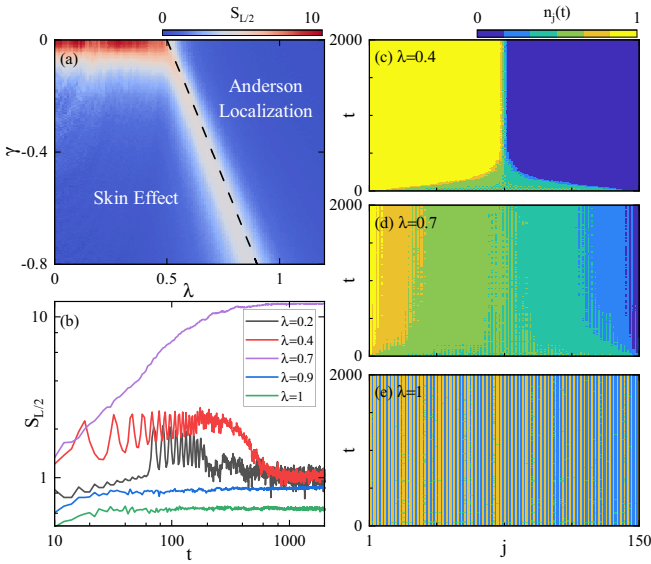 0 S_{L/2} 10
(a)
Anderson
Localization
Skin Effect
γ
0
-0.4
-0.8
0 0.5 1
λ
(b)
λ=0.2
λ=0.4
λ=0.7
λ=0.9
λ=1
S_{L/2}
10
1
10 100 1000
t
0 n_j(t) 1
(c) λ=0.4
t
2000
0
(d) λ=0.7
t
2000
0
(e) λ=1
t
2000
0
1 j 150